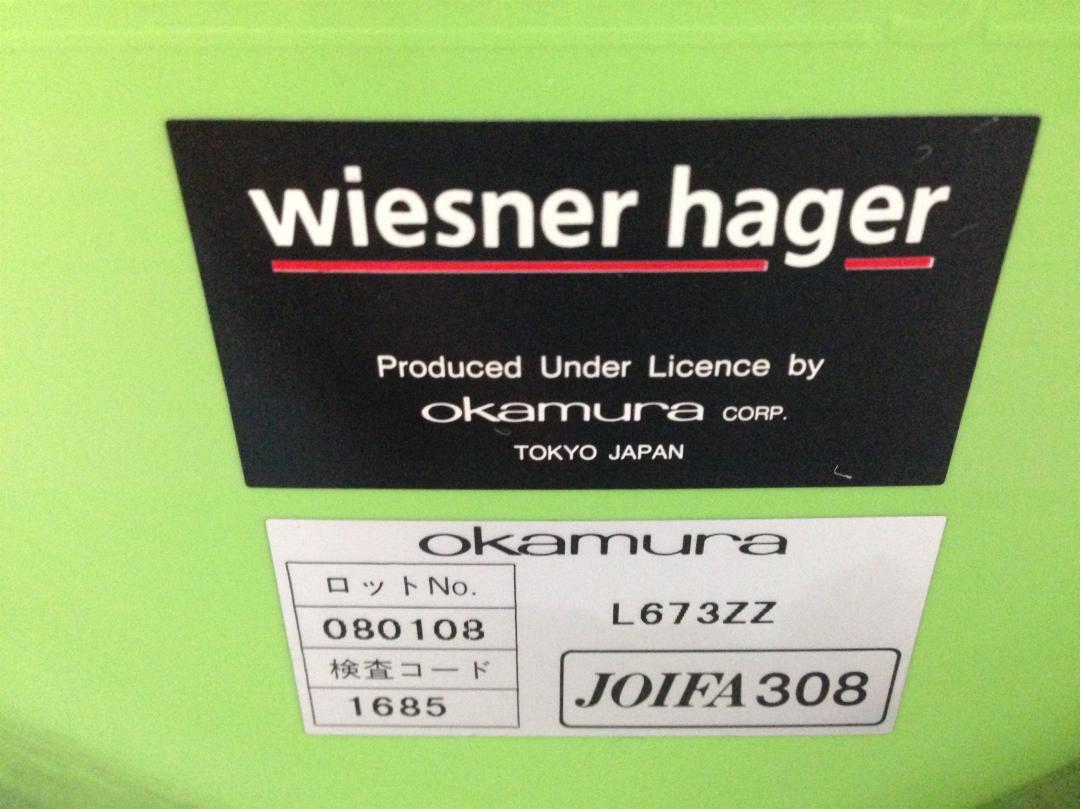 wiesner hager
Produced Under Licence by
okamura CORP.
TOKYO JAPAN
okamura
ロットNo.
080108
L673ZZ
検査コード
1685
JOIFA 308